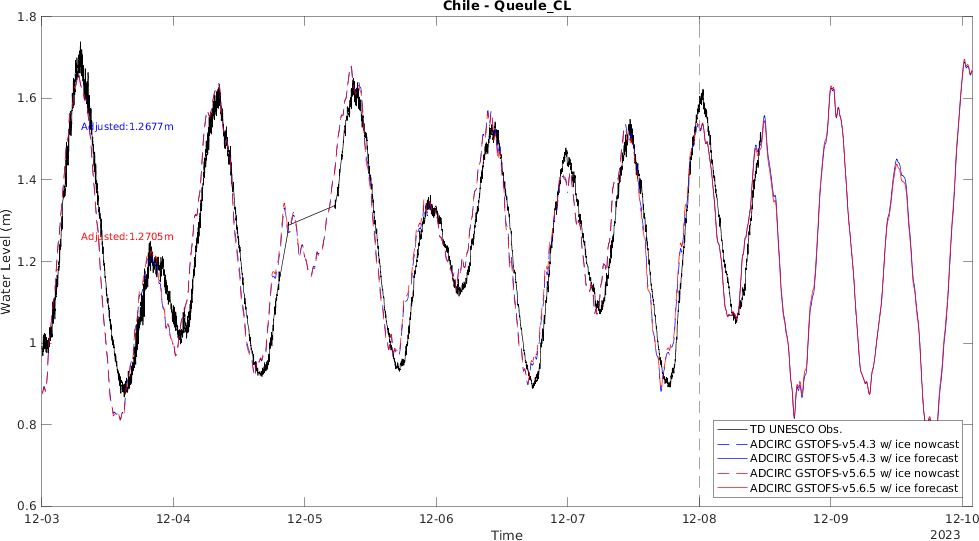 Chile - Queule_CL
1.8
1.6
1.4
1.2
1
0.8
0.6
Water Level (m)
Adjusted:1.2677m
Adjusted:1.2705m
TD UNESCO Obs.
ADCIRC GSTOFS-v5.4.3 w/ ice nowcast
ADCIRC GSTOFS-v5.4.3 w/ ice forecast
ADCIRC GSTOFS-v5.6.5 w/ ice nowcast
ADCIRC GSTOFS-v5.6.5 w/ ice forecast
12-03 12-04 12-05 12-06 12-07 12-08 12-09 12-10
Time
2023